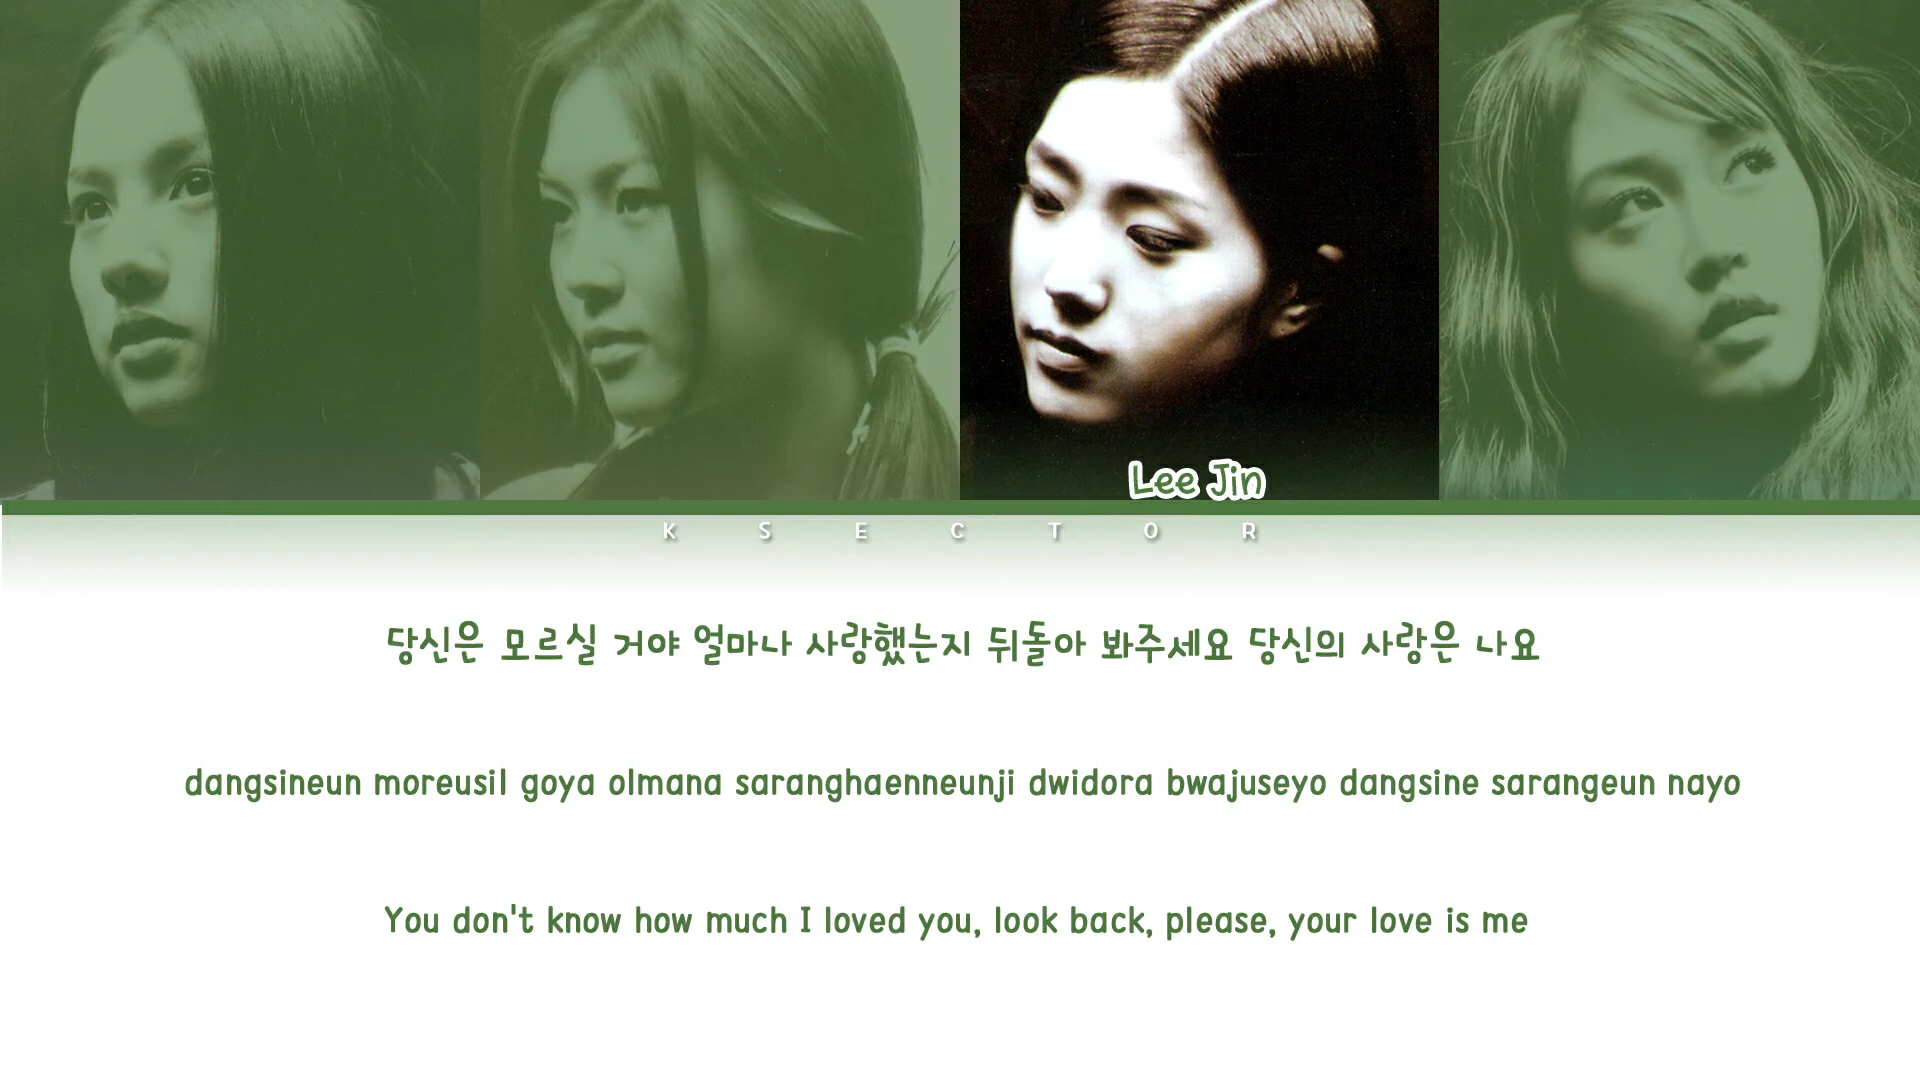 Lee Jin
K S E C T O R
당신은 모르실 거야 얼마나 사랑했는지 뒤돌아 봐주세요 당신의 사랑은 나요
dangsineun moreusil goya olmana saranghaenneunji dwidora bwajuseyo dangsine sarangeun nayo
You don't know how much I loved you, look back, please, your love is me